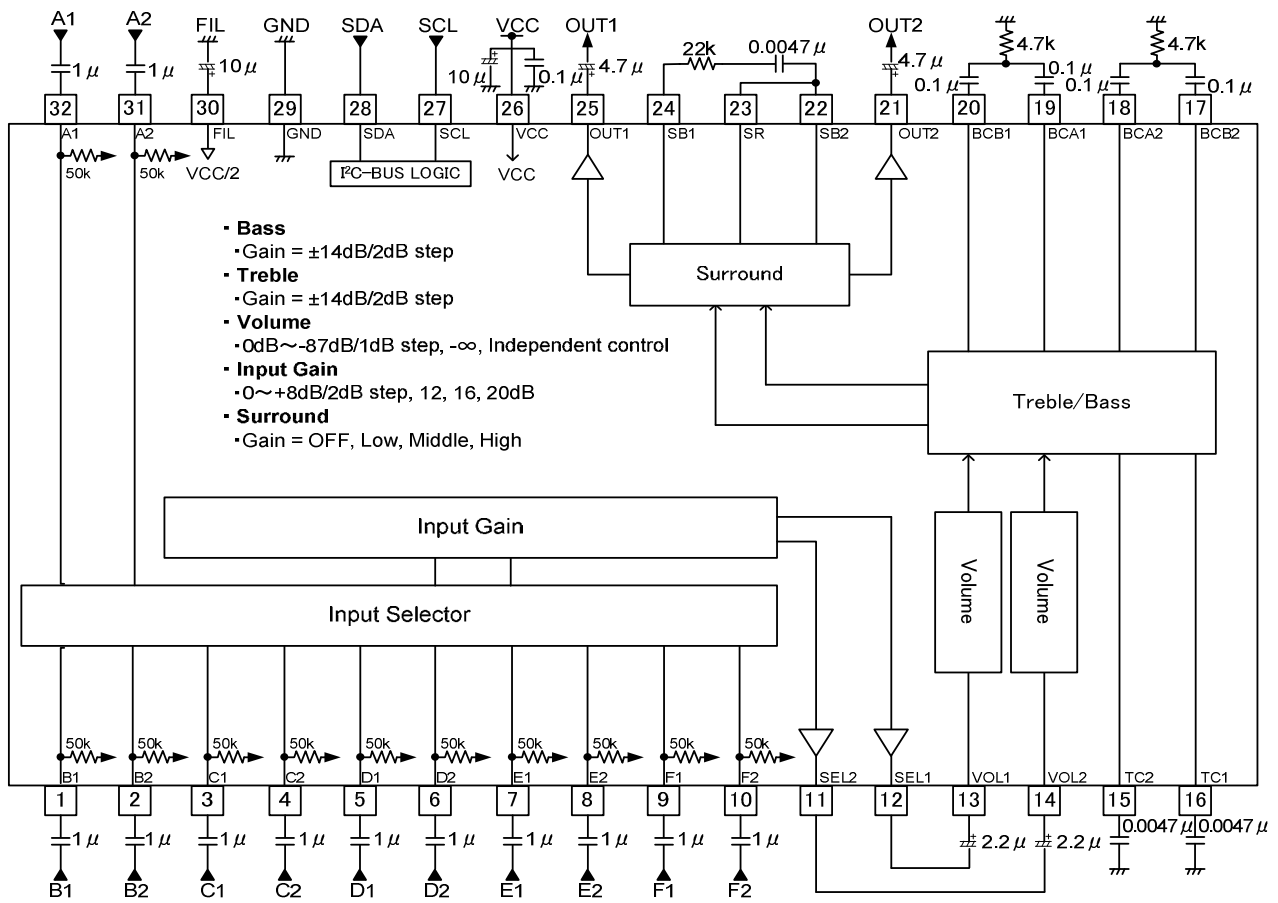 A1 A2 FIL GND SDA SCL VCC OUT1 OUT2
22k 0.0047μ 4.7k 4.7k
1μ 1μ 10μ 10μ 0.1μ 4.7μ 4.7μ 0.1μ 0.1μ 0.1μ 0.1μ
32 31 30 29 28 27 26 25 24 23 22 21 20 19 18 17
A1 A2 FIL GND SDA SCL VCC OUT1 SB1 SR SB2 OUT2 BCB1 BCA1 BCA2 BCB2
50k 50k VCC/2 I²C-BUS LOGIC VCC
・Bass
・Gain = ±14dB/2dB step
・Treble
・Gain = ±14dB/2dB step
・Volume
・0dB～-87dB/1dB step, -∞, Independent control
・Input Gain
・0～+8dB/2dB step, 12, 16, 20dB
・Surround
・Gain = OFF, Low, Middle, High
Surround
Treble/Bass
Input Gain
Volume
Volume
Input Selector
50k 50k 50k 50k 50k 50k 50k 50k 50k 50k
B1 B2 C1 C2 D1 D2 E1 E2 F1 F2 SEL2 SEL1 VOL1 VOL2 TC2 TC1
1 2 3 4 5 6 7 8 9 10 11 12 13 14 15 16
1μ 1μ 1μ 1μ 1μ 1μ 1μ 1μ 1μ 1μ 2.2μ 2.2μ 0.0047μ 0.0047μ
B1 B2 C1 C2 D1 D2 E1 E2 F1 F2